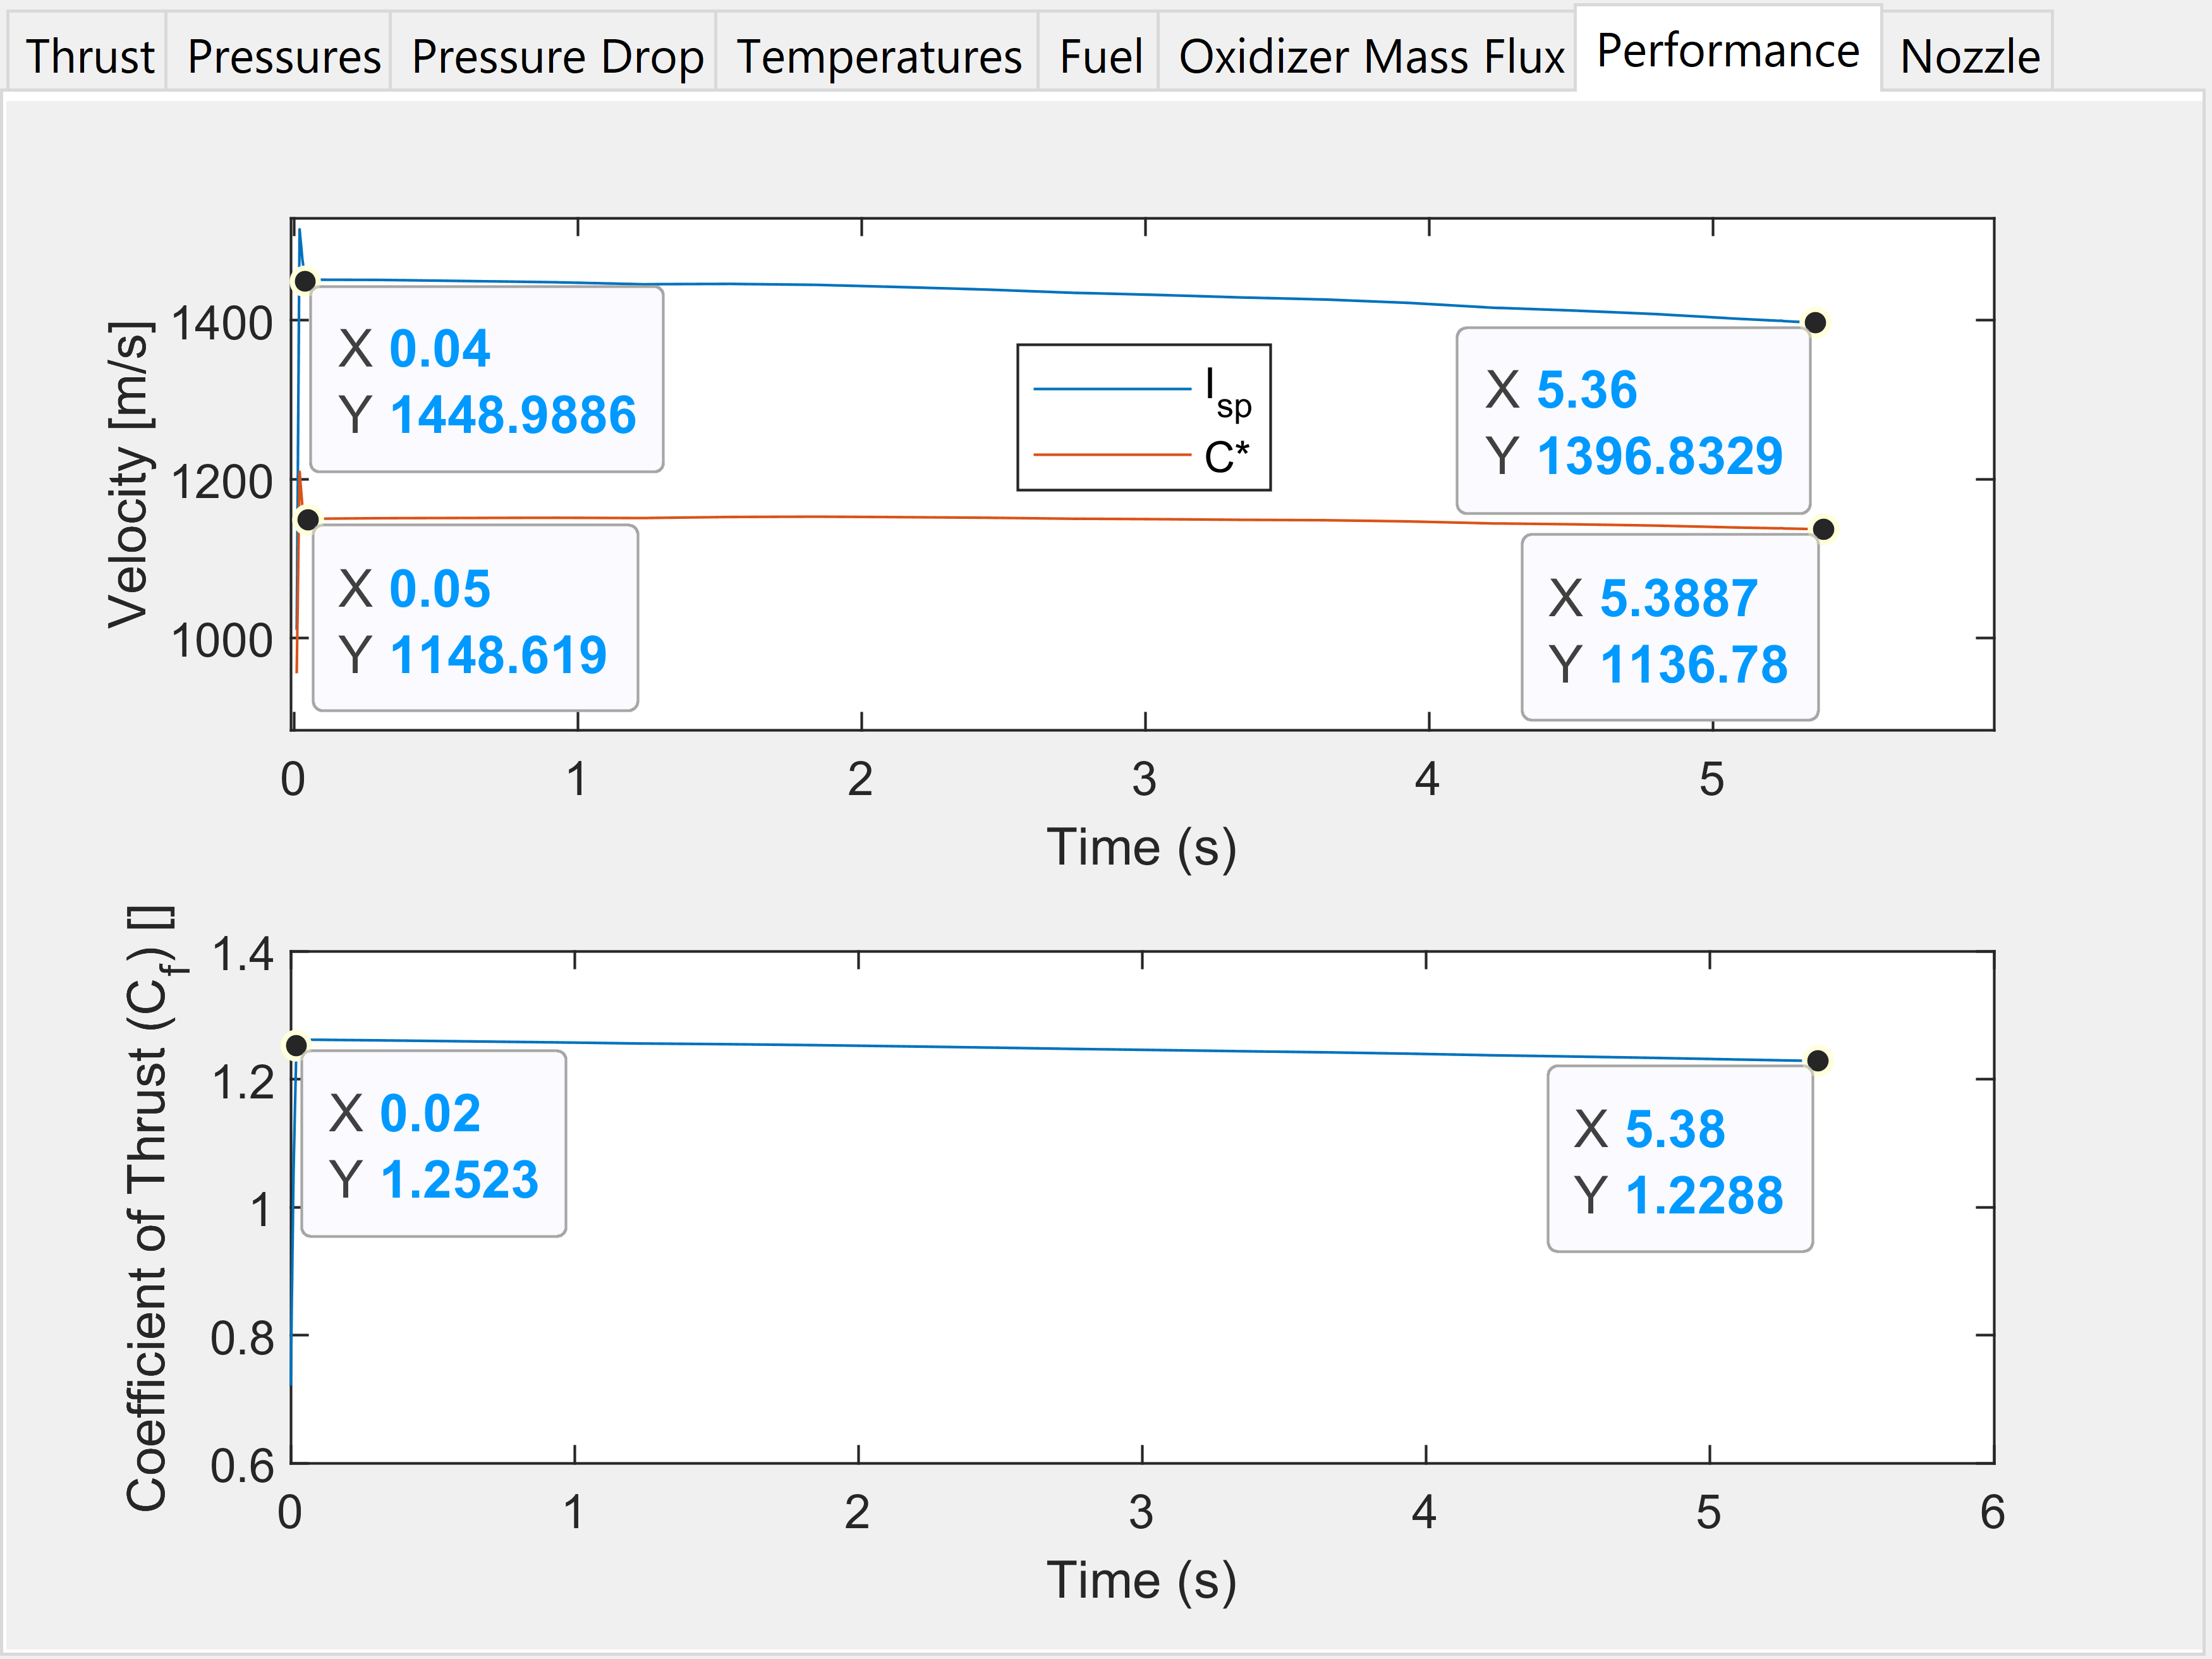 Thrust Pressures Pressure Drop Temperatures Fuel Oxidizer Mass Flux Performance Nozzle
Velocity [m/s]
1400
1200
1000
X 0.04
Y 1448.9886
X 0.05
Y 1148.619
I_sp
C*
X 5.36
Y 1396.8329
X 5.3887
Y 1136.78
0 1 2 3 4 5
Time (s)
Coefficient of Thrust (C_f) []
1.4
1.2
1
0.8
0.6
X 0.02
Y 1.2523
X 5.38
Y 1.2288
0 1 2 3 4 5 6
Time (s)